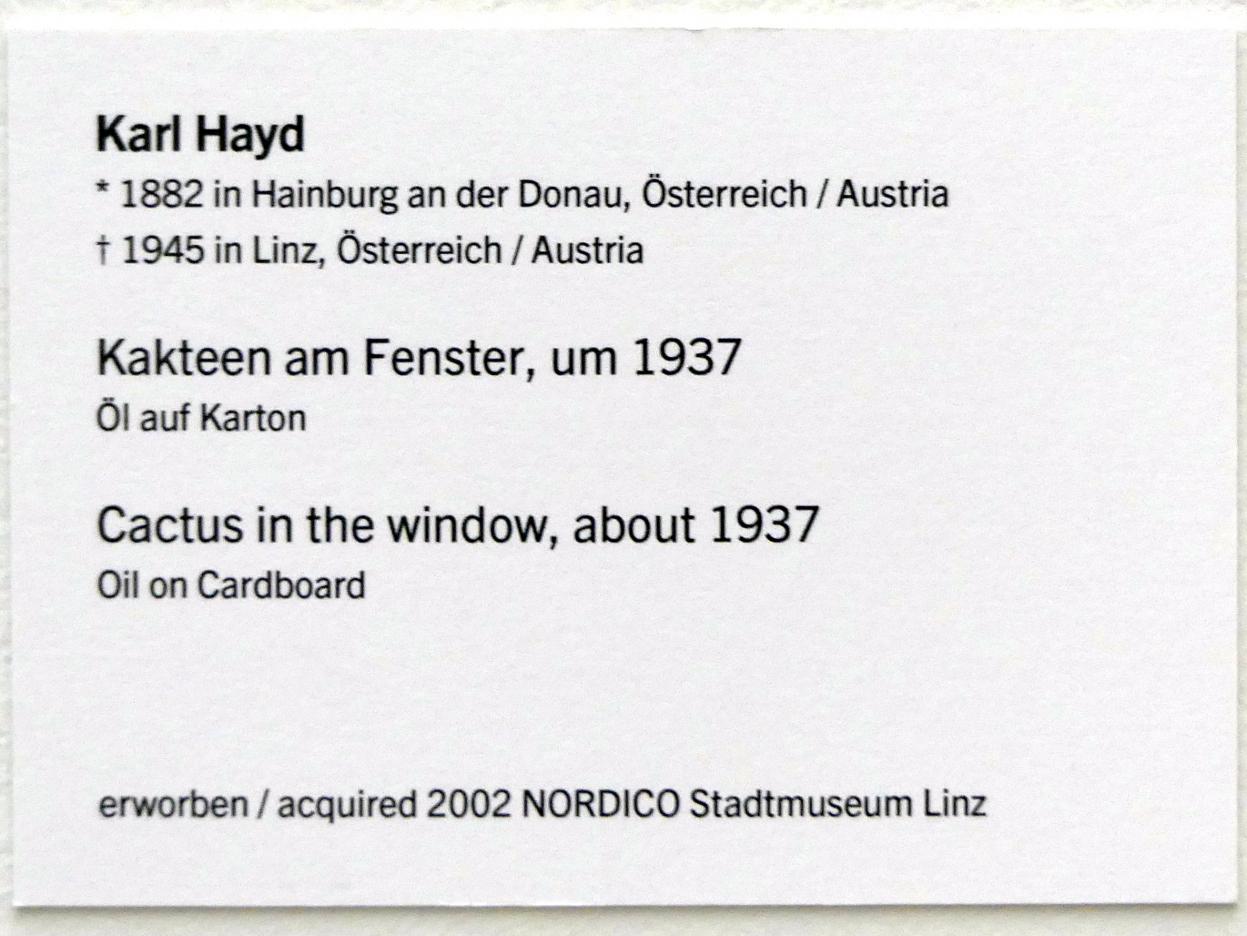 Karl Hayd
* 1882 in Hainburg an der Donau, Österreich / Austria
† 1945 in Linz, Österreich / Austria
Kakteen am Fenster, um 1937
Öl auf Karton
Cactus in the window, about 1937
Oil on Cardboard
erworben / acquired 2002 NORDICO Stadtmuseum Linz